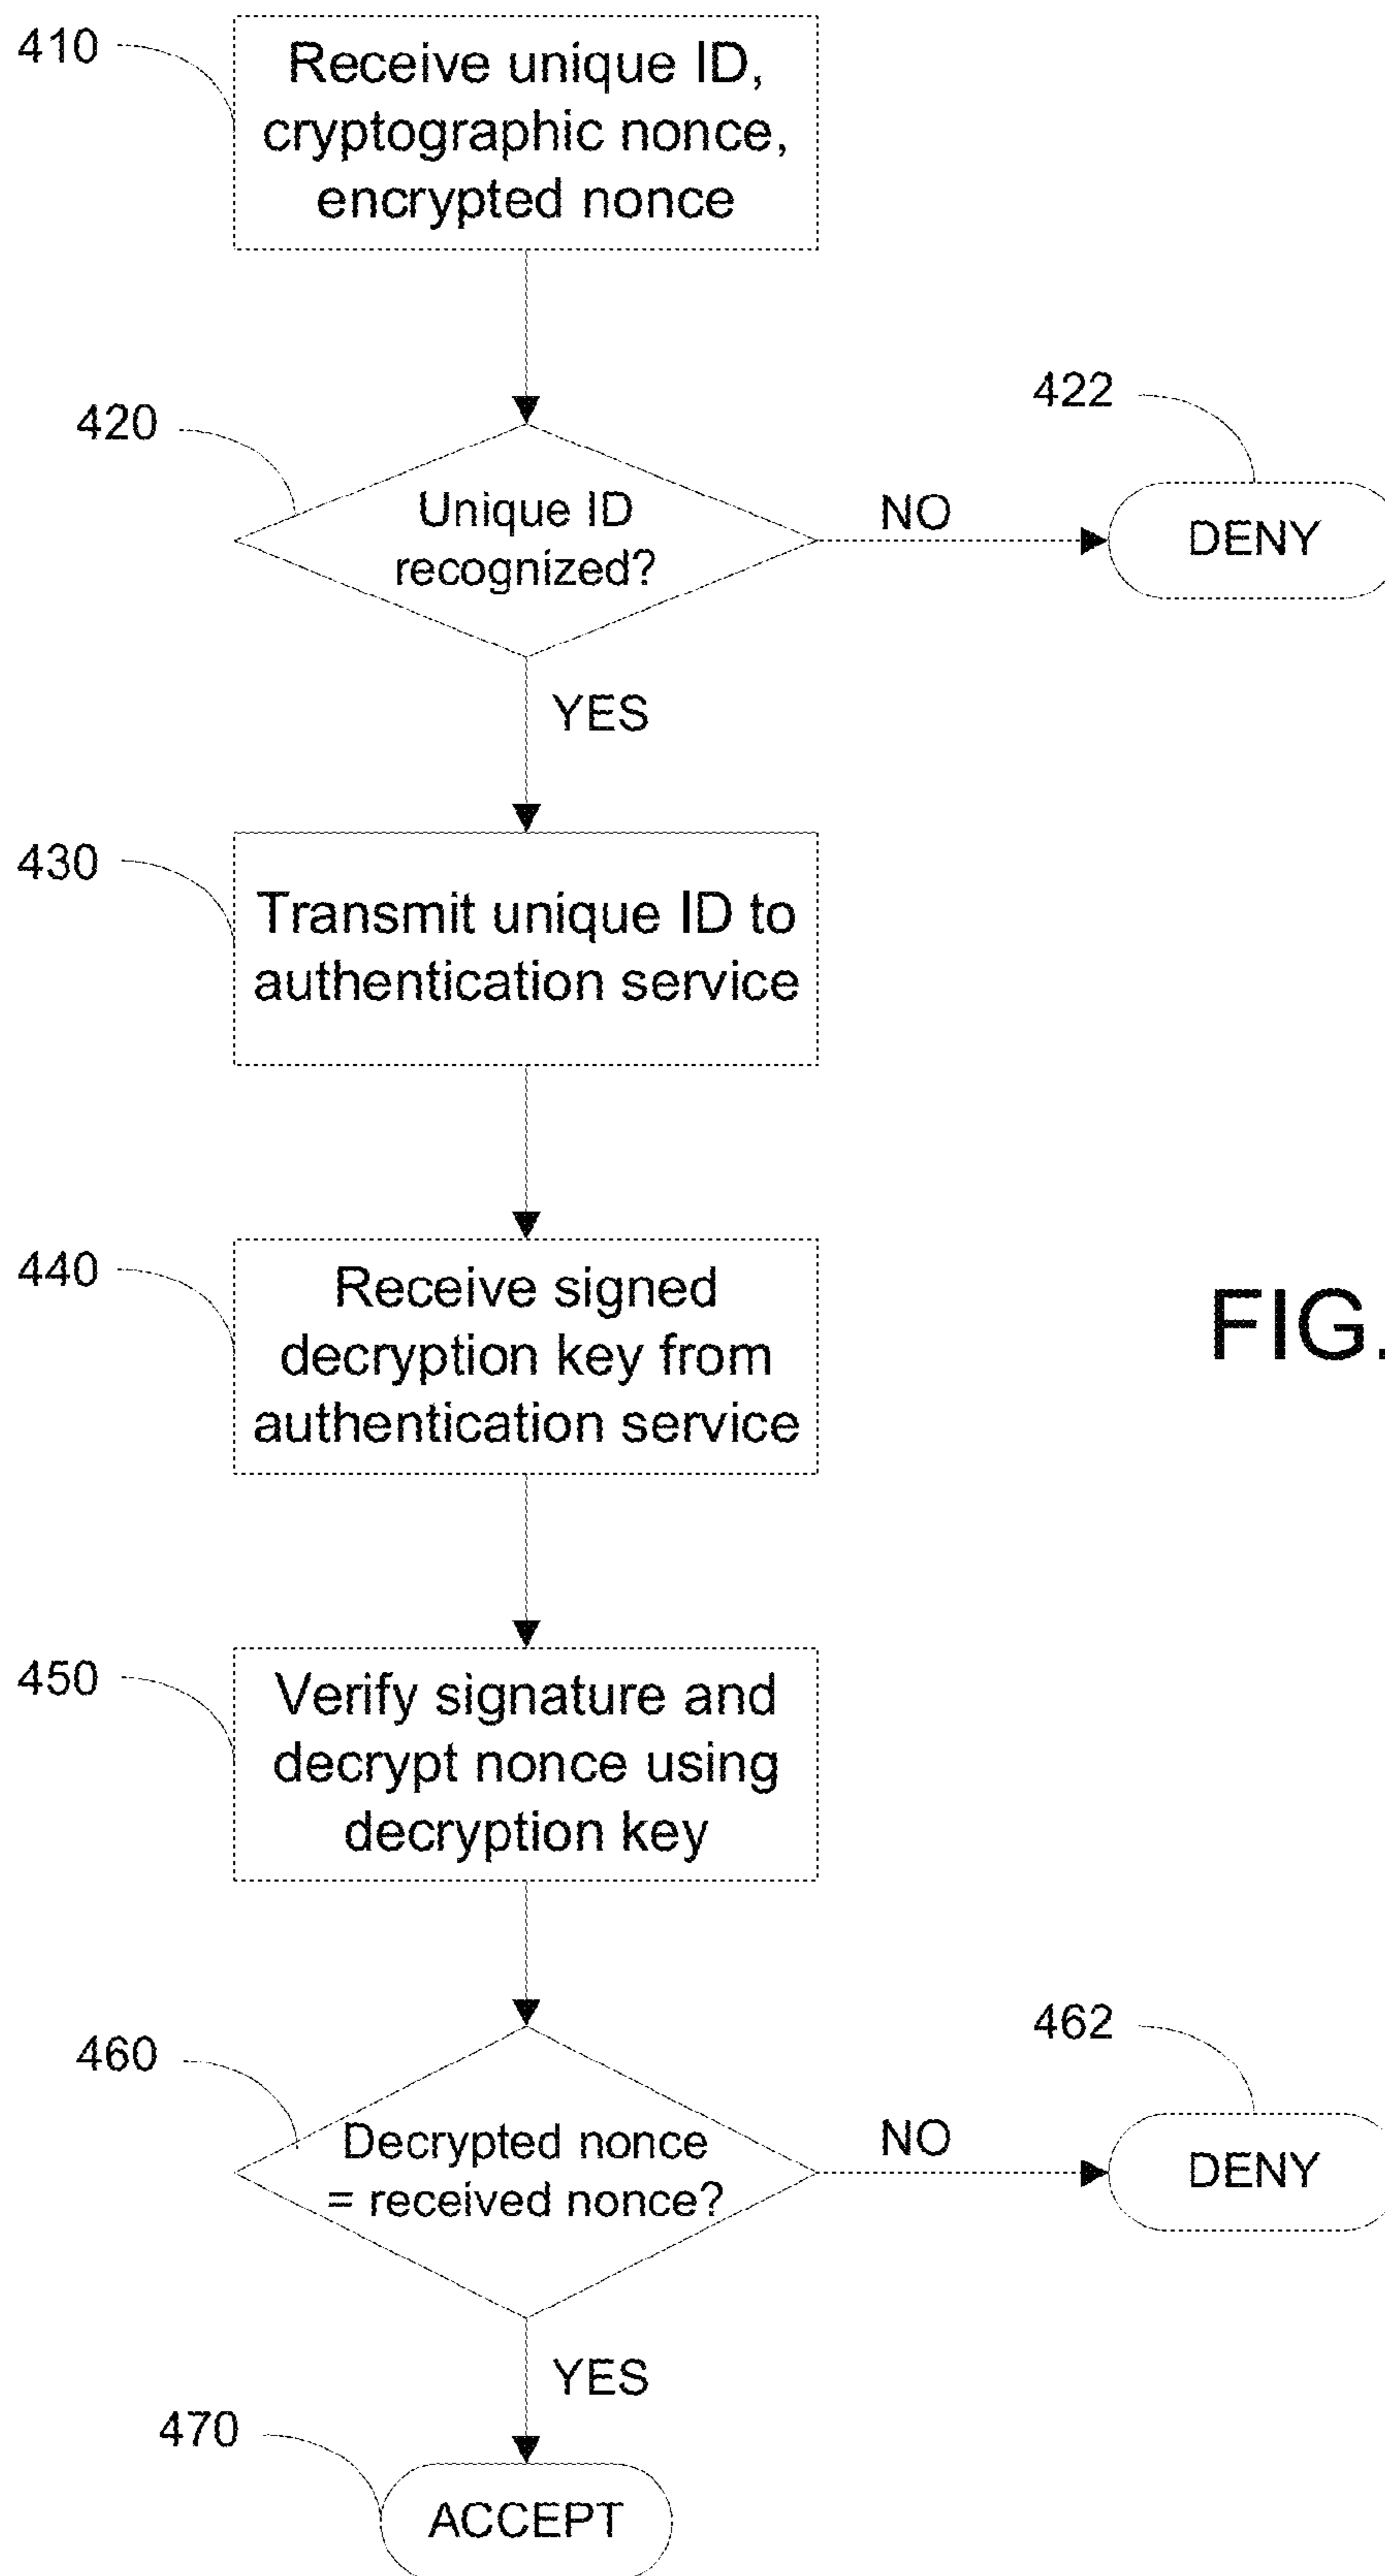 410
Receive unique ID,
cryptographic nonce,
encrypted nonce
420
Unique ID
recognized?
NO
422
DENY
YES
430
Transmit unique ID to
authentication service
440
Receive signed
decryption key from
authentication service
FIG.
450
Verify signature and
decrypt nonce using
decryption key
460
Decrypted nonce
= received nonce?
NO
462
DENY
YES
470
ACCEPT